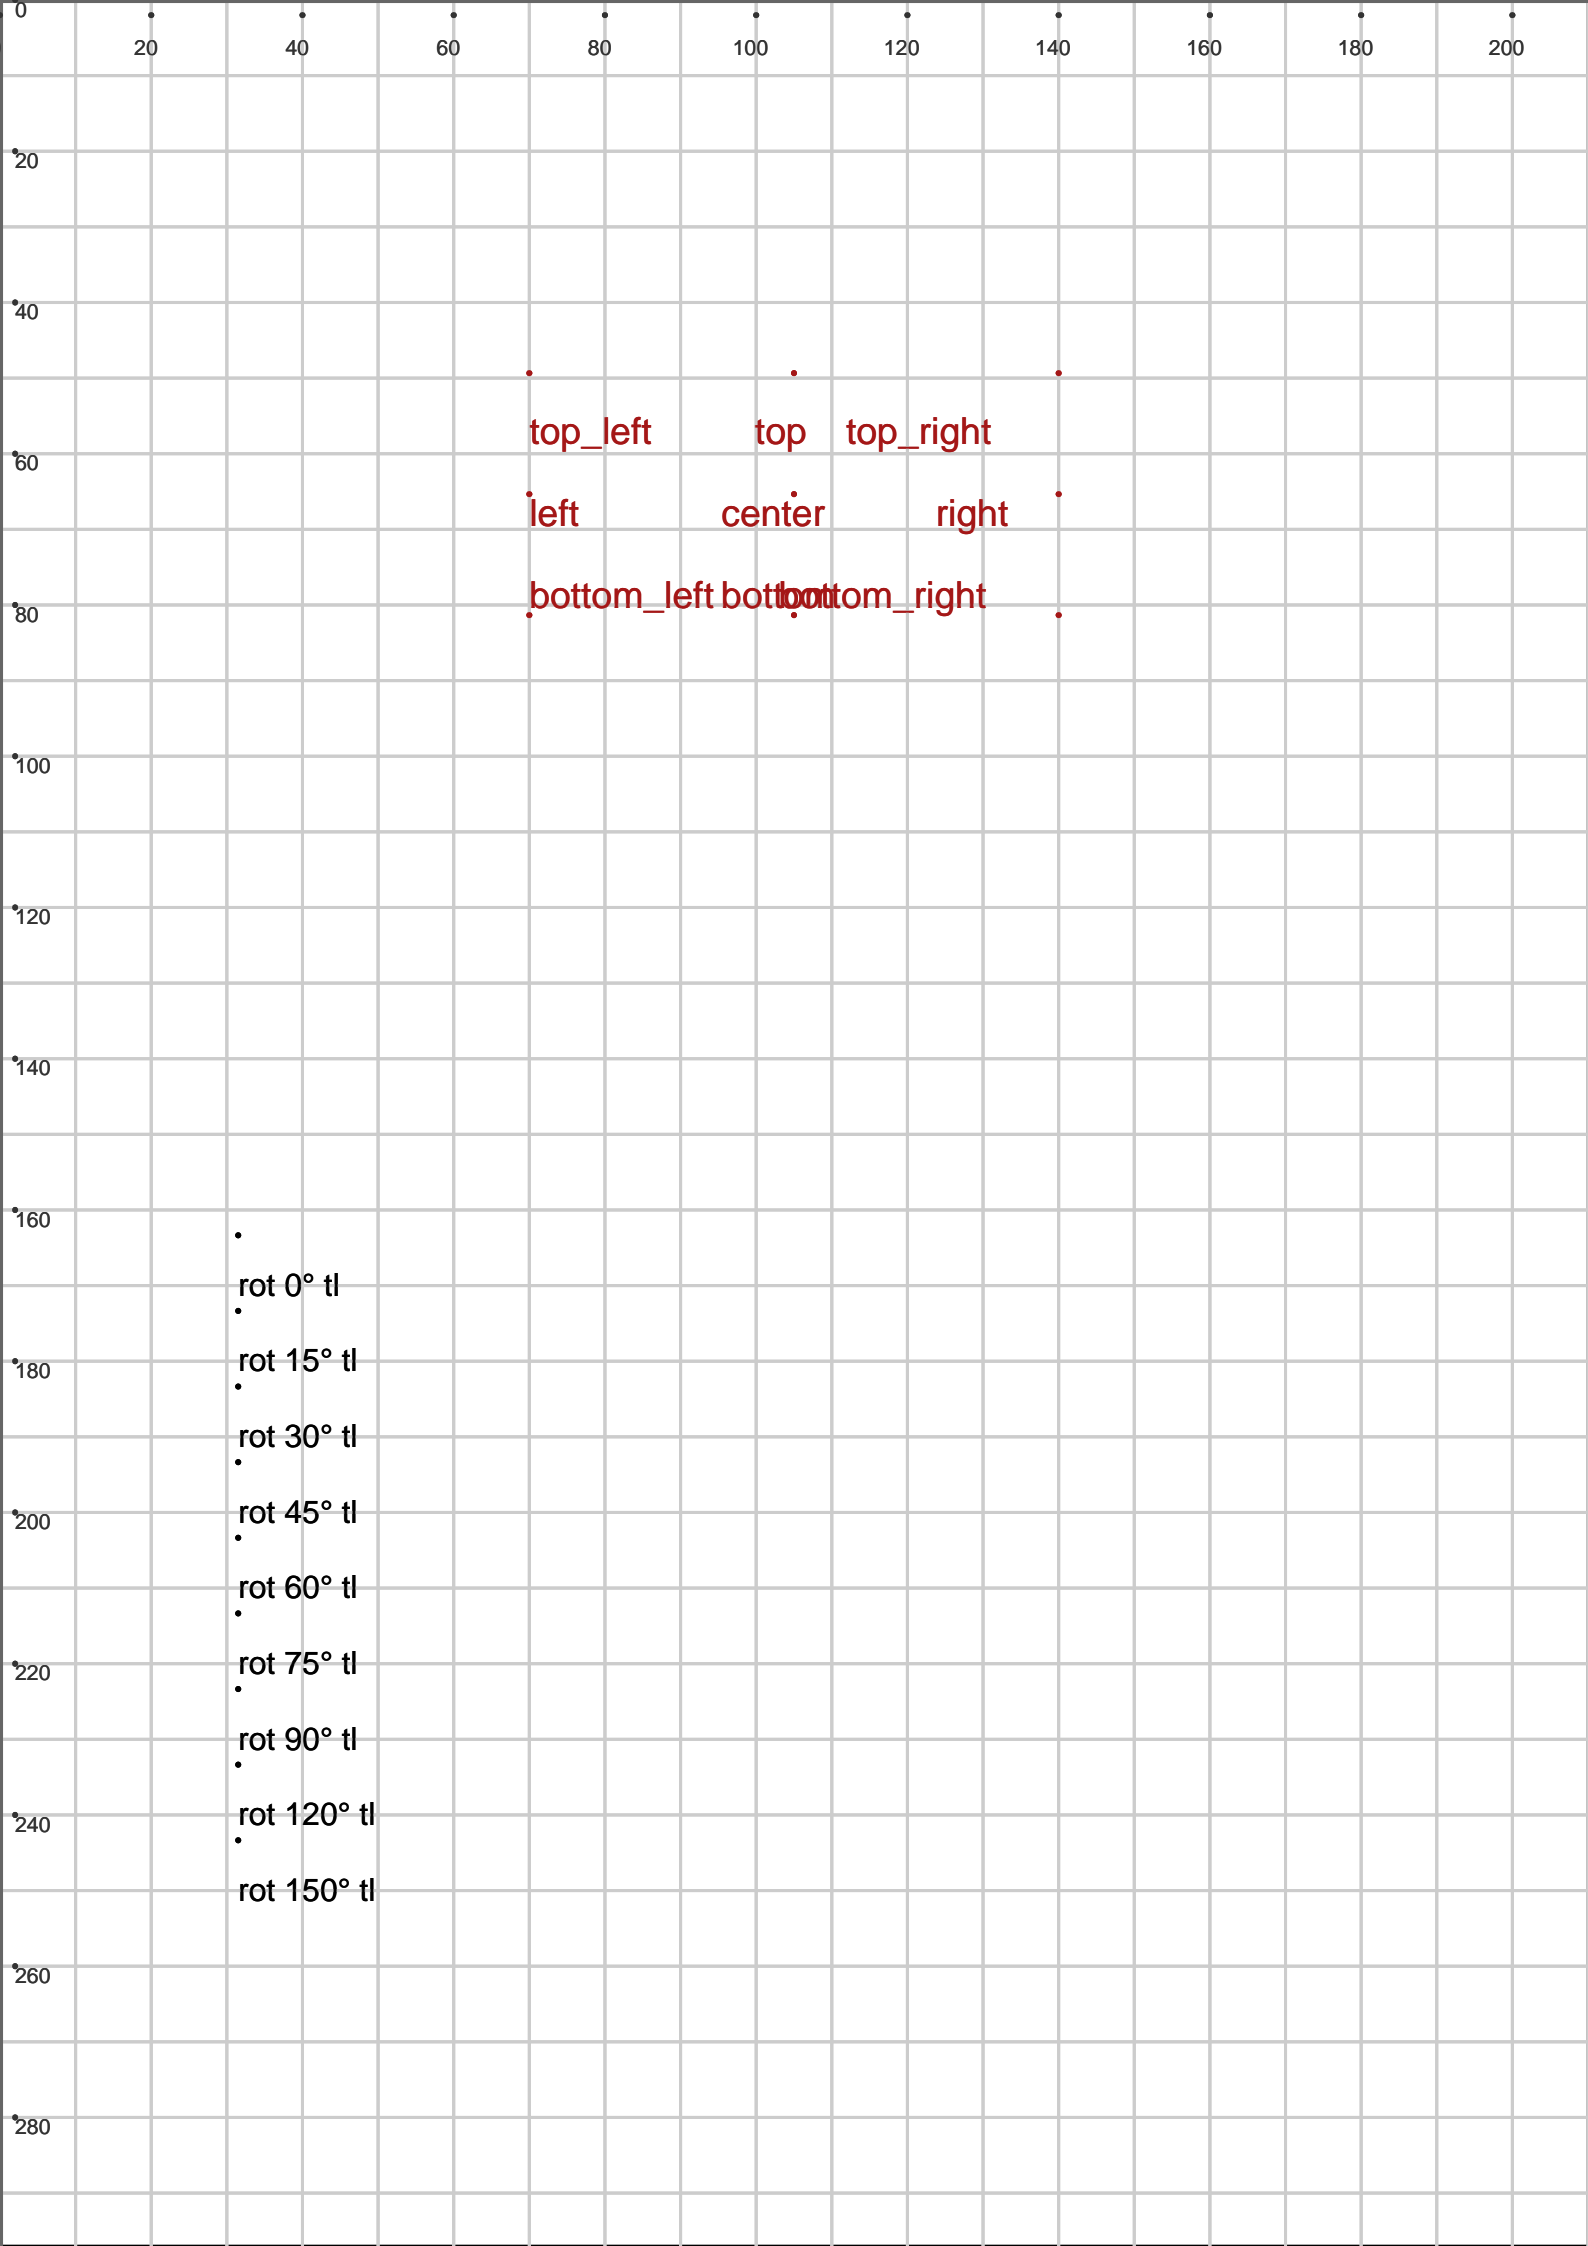 0
20 40 60 80 100 120 140 160 180 200
20
40
top_left top top_right
60
left center right
bottom_left bottom bottom_right
80
100
120
140
160
rot 0° tl
rot 15° tl
180
rot 30° tl
rot 45° tl
200
rot 60° tl
rot 75° tl
220
rot 90° tl
rot 120° tl
240
rot 150° tl
260
280